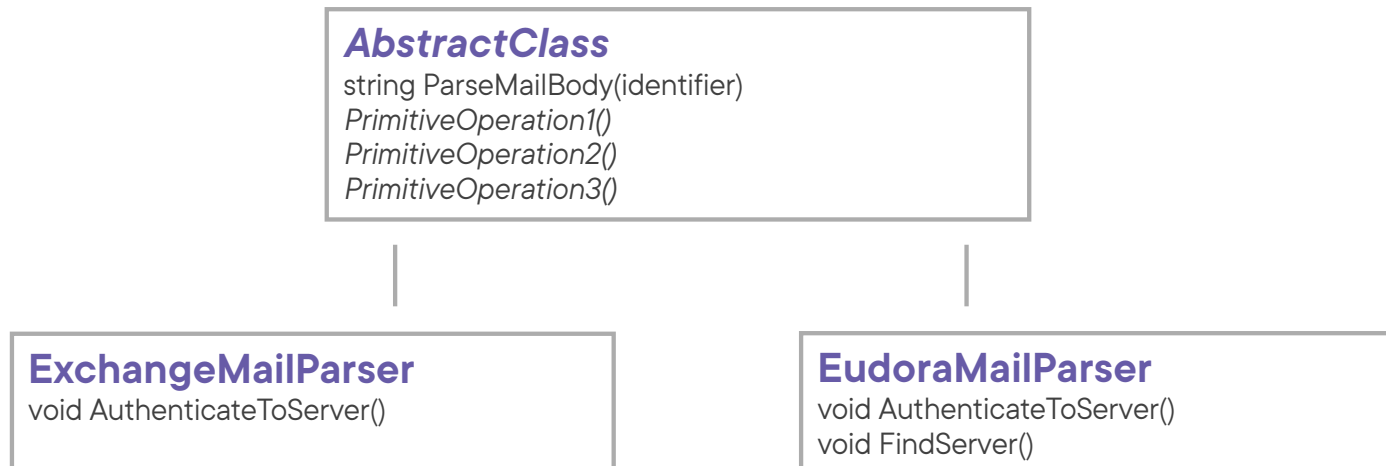 AbstractClass
string ParseMailBody(identifier)
PrimitiveOperation1()
PrimitiveOperation2()
PrimitiveOperation3()
ExchangeMailParser
void AuthenticateToServer()
EudoraMailParser
void AuthenticateToServer()
void FindServer()